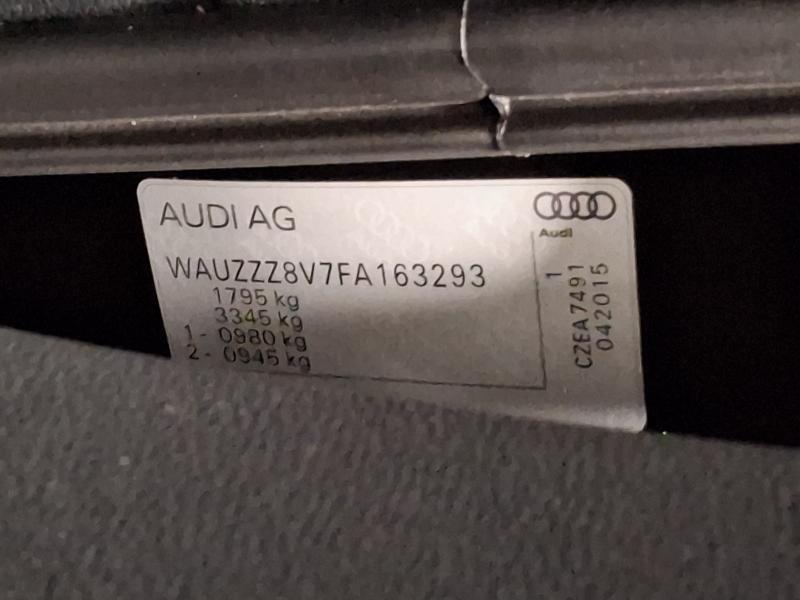 AUDI AG
Audi
WAUZZZ8V7FA163293
1795 kg
3345 kg
1- 0980 kg
2- 0945 kg
1
CZEA7491
042015